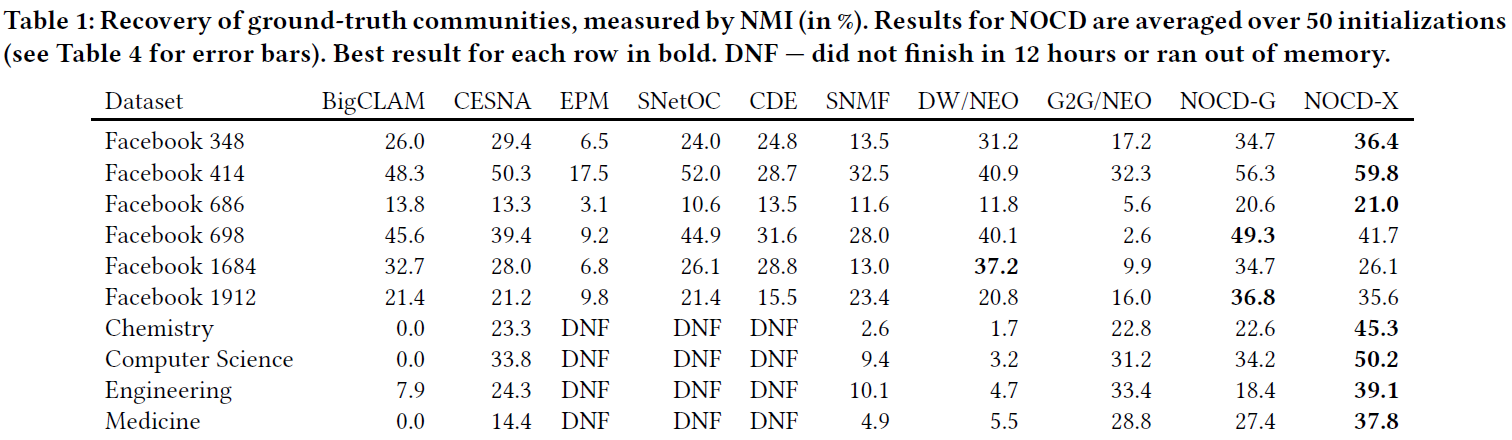 Table 1: Recovery of ground-truth communities, measured by NMI (in %). Results for NOCD are averaged over 50 initializations
(see Table 4 for error bars). Best result for each row in bold. DNF — did not finish in 12 hours or ran out of memory.
Dataset BigCLAM CESNA EPM SNetOC CDE SNMF DW/NEO G2G/NEO NOCD-G NOCD-X
Facebook 348 26.0 29.4 6.5 24.0 24.8 13.5 31.2 17.2 34.7 36.4
Facebook 414 48.3 50.3 17.5 52.0 28.7 32.5 40.9 32.3 56.3 59.8
Facebook 686 13.8 13.3 3.1 10.6 13.5 11.6 11.8 5.6 20.6 21.0
Facebook 698 45.6 39.4 9.2 44.9 31.6 28.0 40.1 2.6 49.3 41.7
Facebook 1684 32.7 28.0 6.8 26.1 28.8 13.0 37.2 9.9 34.7 26.1
Facebook 1912 21.4 21.2 9.8 21.4 15.5 23.4 20.8 16.0 36.8 35.6
Chemistry 0.0 23.3 DNF DNF DNF 2.6 1.7 22.8 22.6 45.3
Computer Science 0.0 33.8 DNF DNF DNF 9.4 3.2 31.2 34.2 50.2
Engineering 7.9 24.3 DNF DNF DNF 10.1 4.7 33.4 18.4 39.1
Medicine 0.0 14.4 DNF DNF DNF 4.9 5.5 28.8 27.4 37.8